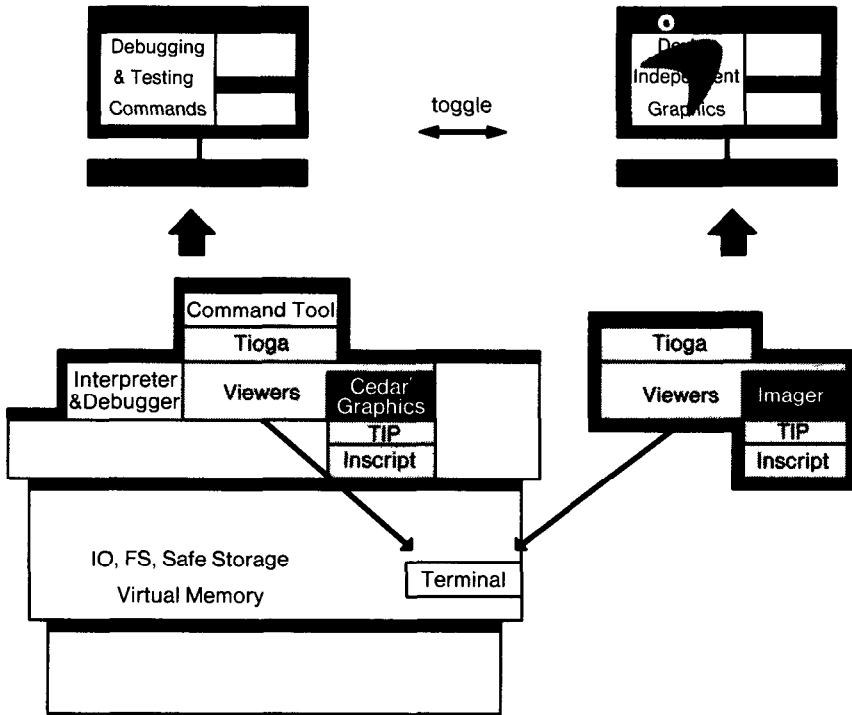 Debugging
& Testing
Commands
toggle
Graphics
Command Tool
Tioga
Interpreter
&Debugger
Viewers
Cedar
Graphics
TIP
Inscript
Tioga
Viewers
Imager
TIP
Inscript
IO, FS, Safe Storage
Virtual Memory
Terminal